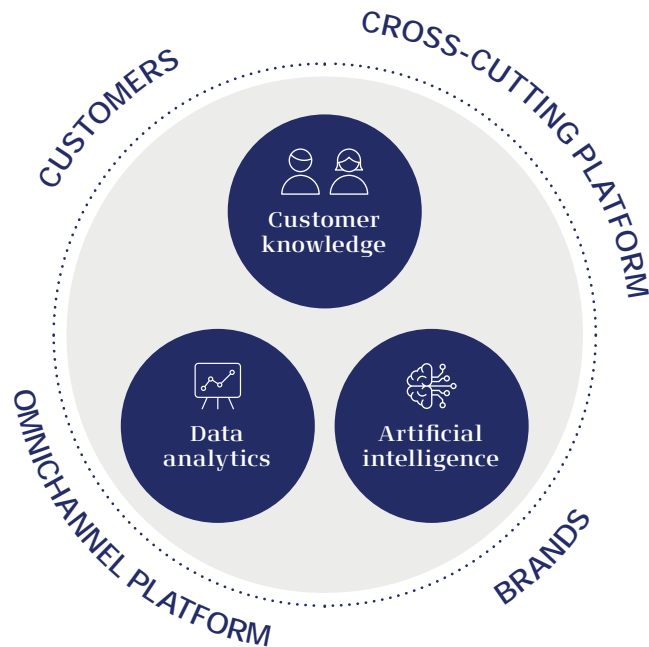 CUSTOMERS
CROSS-CUTTING PLATFORM
Customer
knowledge
Data
analytics
Artificial
intelligence
OMNICHANNEL PLATFORM
BRANDS